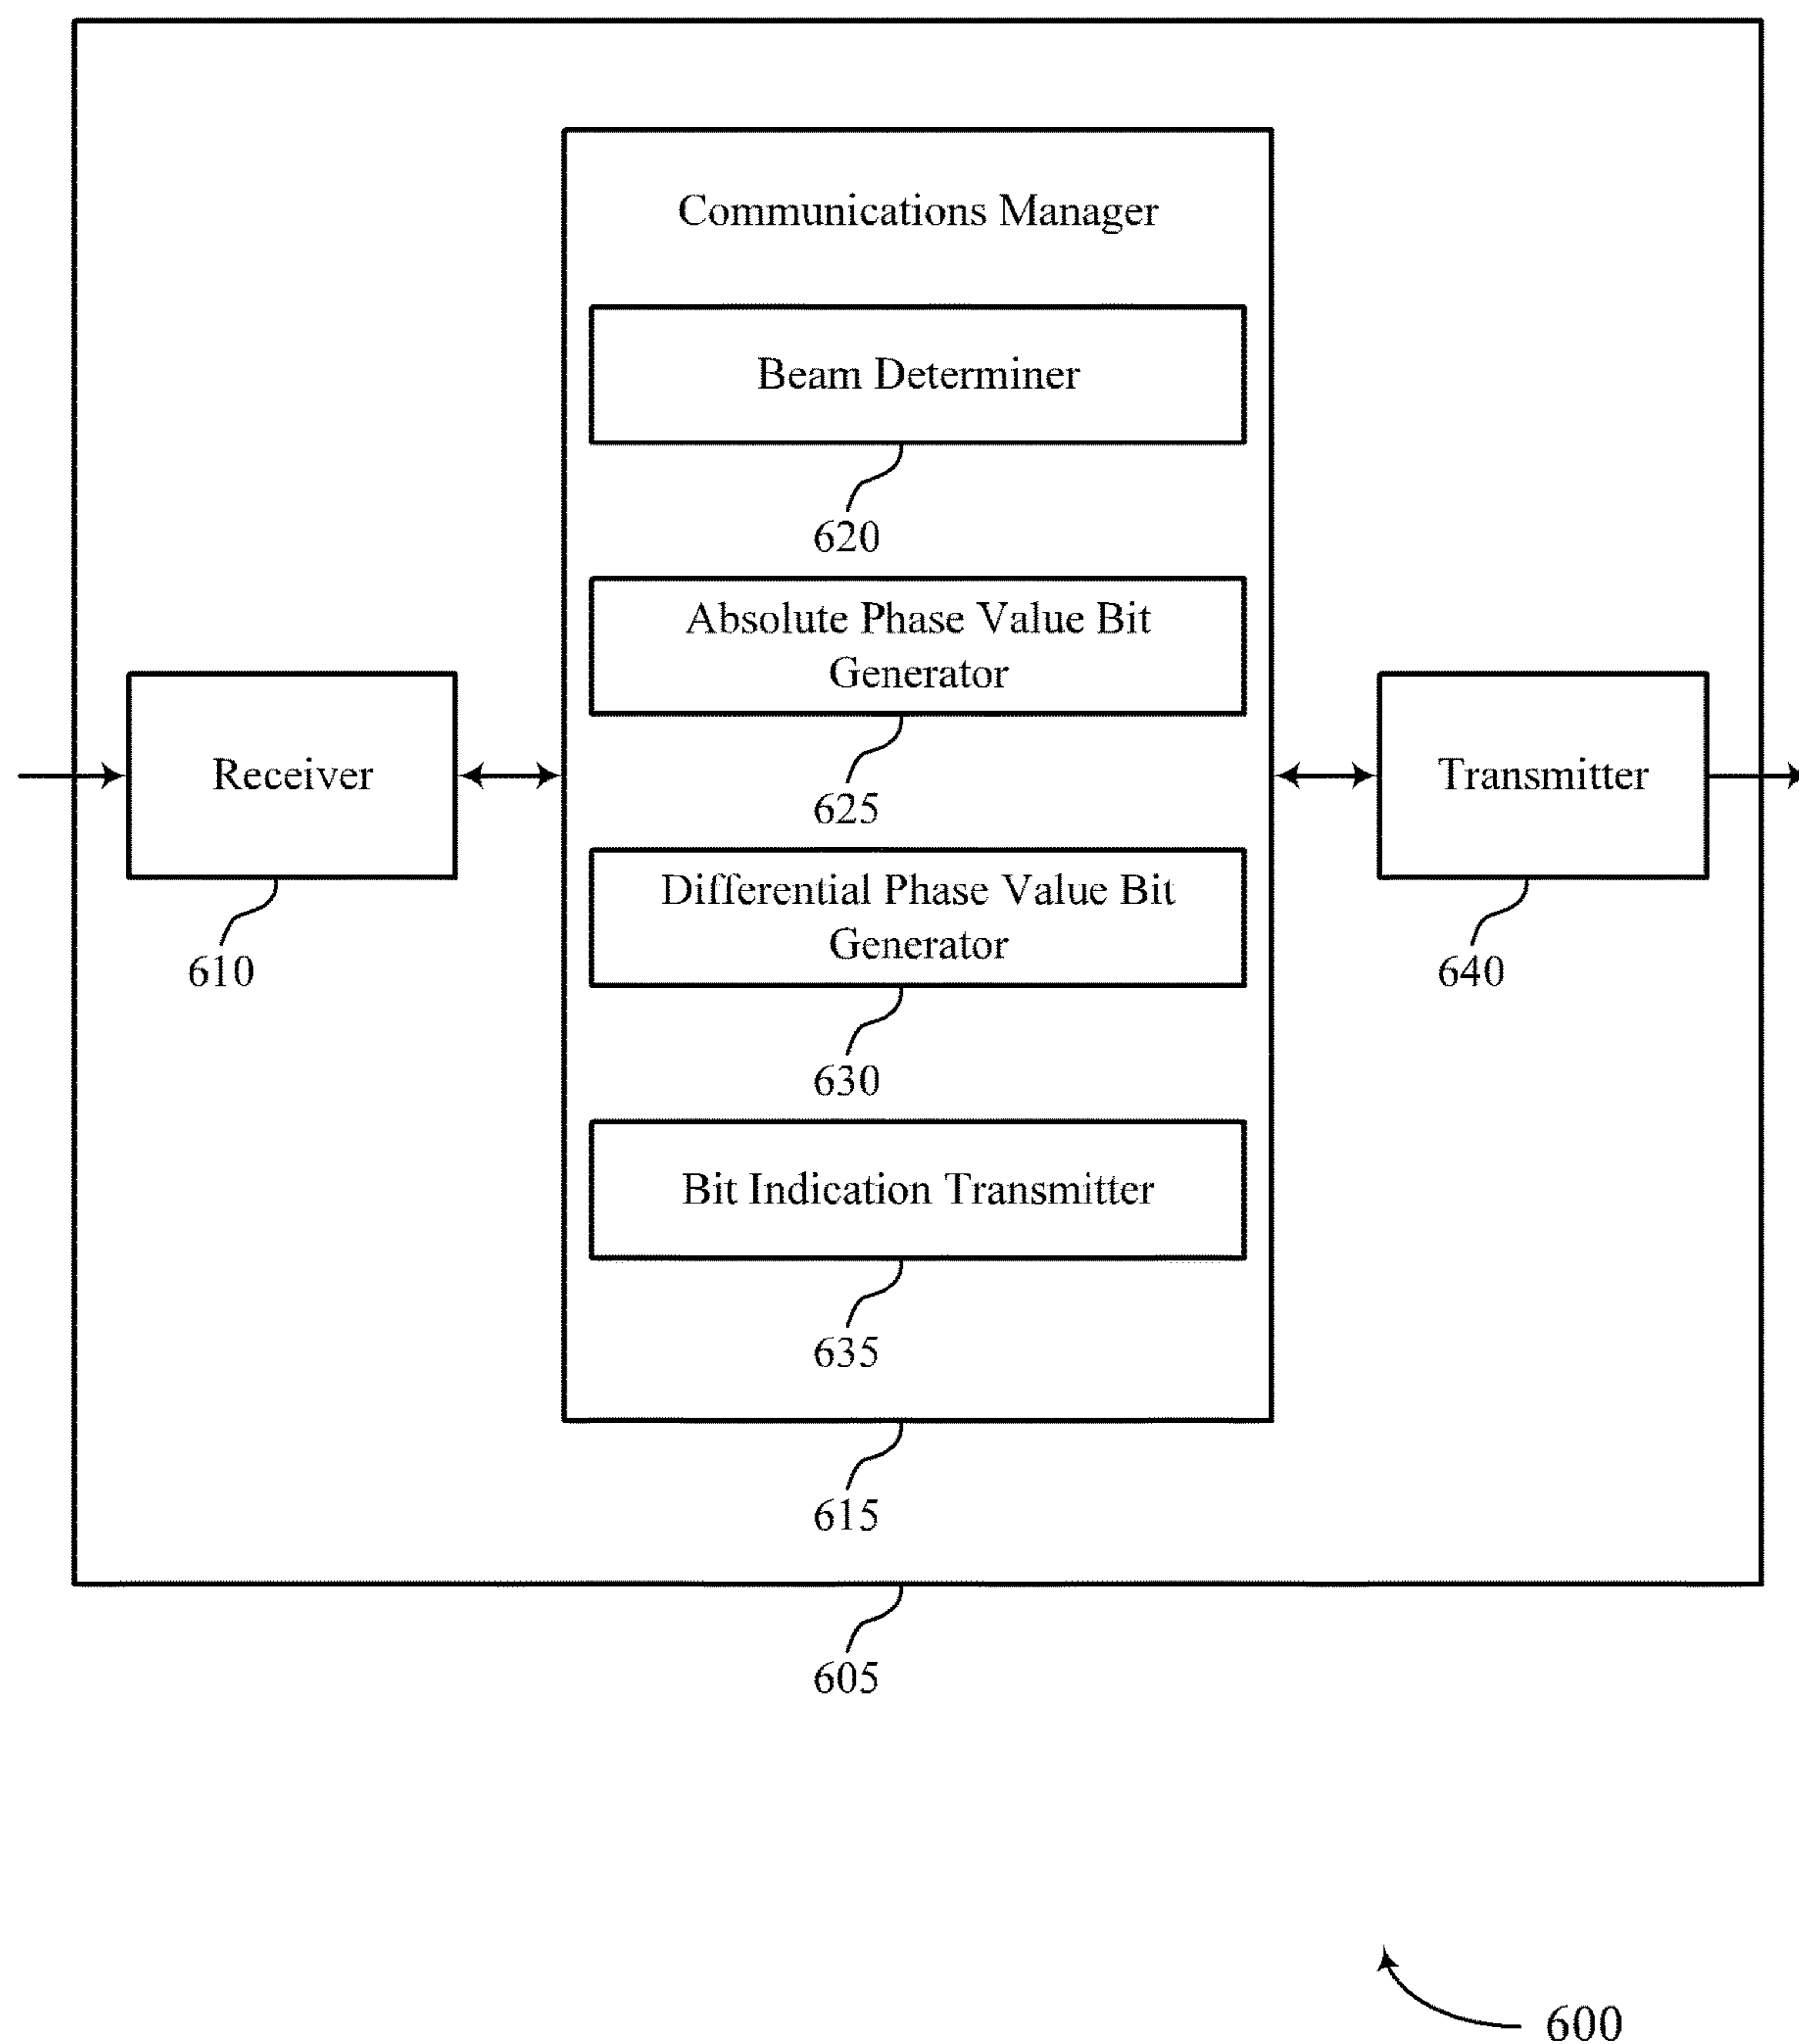 Communications Manager
Beam Determiner
620
Absolute Phase Value Bit
Generator
625
Receiver
610
Differential Phase Value Bit
Generator
630
Transmitter
640
Bit Indication Transmitter
635
615
605
600